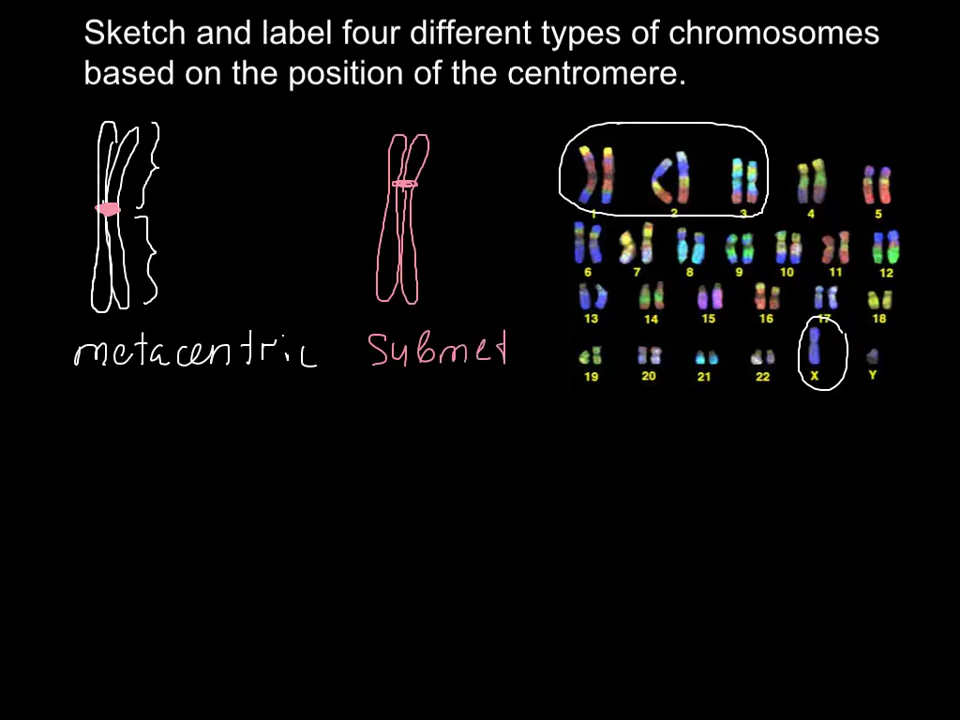 Sketch and label four different types of chromosomes
based on the position of the centromere.
metacentric
Submet
1 2 3 4 5
6 7 8 9 10 11 12
13 14 15 16 17 18
19 20 21 22 X Y